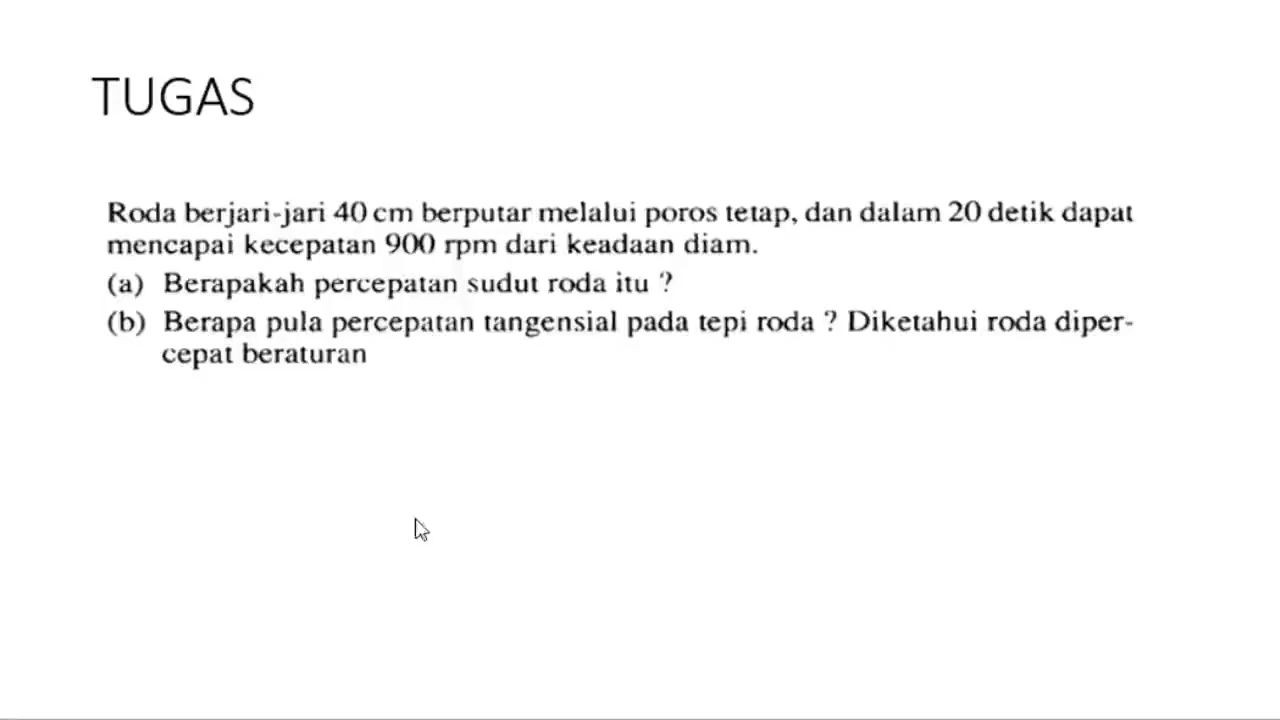 TUGAS
Roda berjari-jari 40 cm berputar melalui poros tetap, dan dalam 20 detik dapat
mencapai kecepatan 900 rpm dari keadaan diam.
(a) Berapakah percepatan sudut roda itu ?
(b) Berapa pula percepatan tangensial pada tepi roda ? Diketahui roda diper-
cepat beraturan